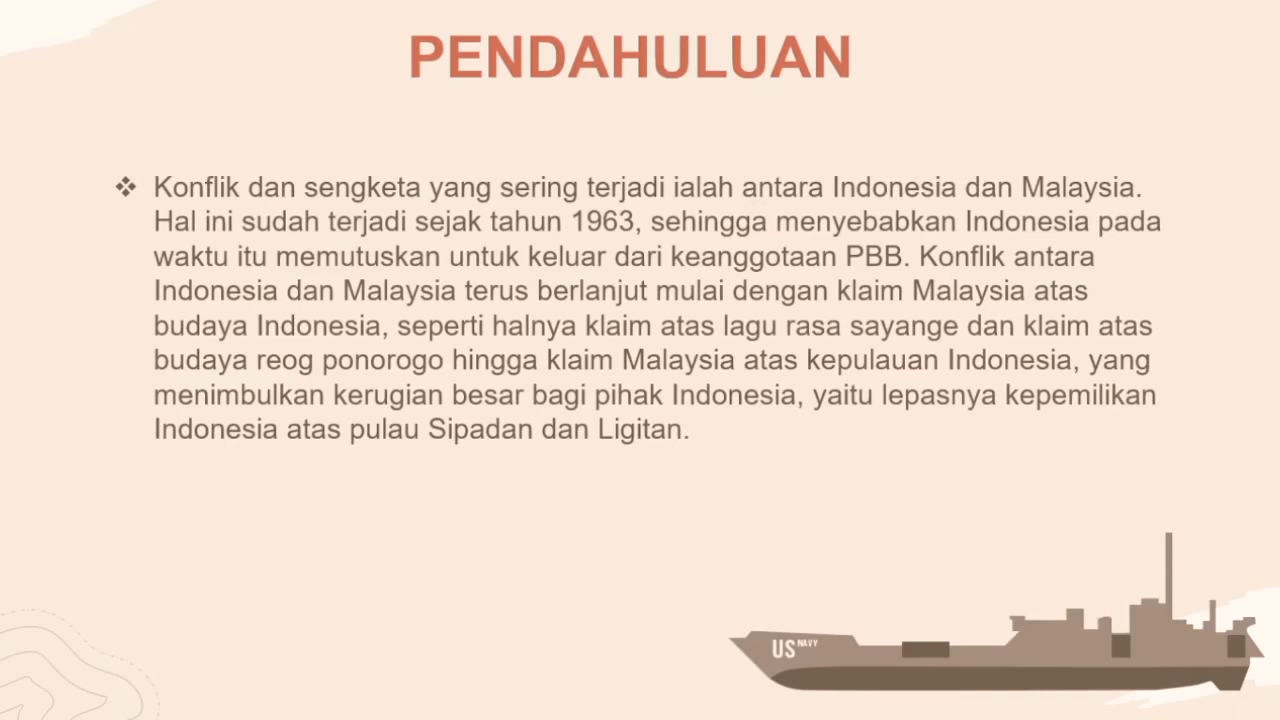 PENDAHULUAN
❖ Konflik dan sengketa yang sering terjadi ialah antara Indonesia dan Malaysia.
Hal ini sudah terjadi sejak tahun 1963, sehingga menyebabkan Indonesia pada
waktu itu memutuskan untuk keluar dari keanggotaan PBB. Konflik antara
Indonesia dan Malaysia terus berlanjut mulai dengan klaim Malaysia atas
budaya Indonesia, seperti halnya klaim atas lagu rasa sayange dan klaim atas
budaya reog ponorogo hingga klaim Malaysia atas kepulauan Indonesia, yang
menimbulkan kerugian besar bagi pihak Indonesia, yaitu lepasnya kepemilikan
Indonesia atas pulau Sipadan dan Ligitan.
US NAVY